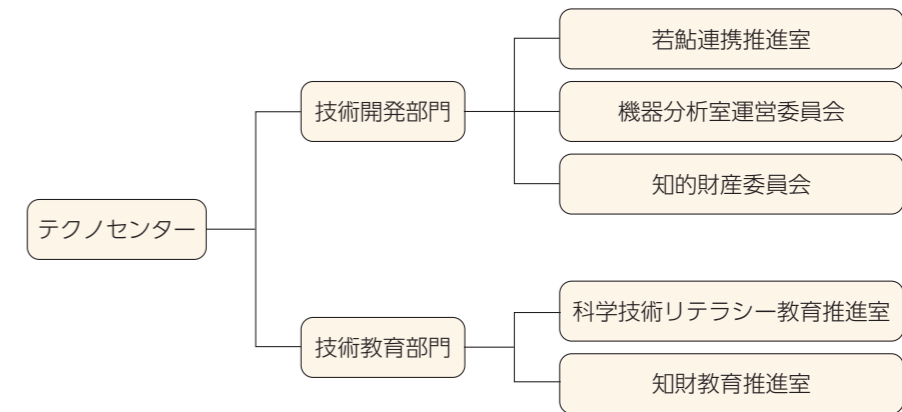 テクノセンター
技術開発部門
若鮎連携推進室
機器分析室運営委員会
知的財産委員会
技術教育部門
科学技術リテラシー教育推進室
知財教育推進室